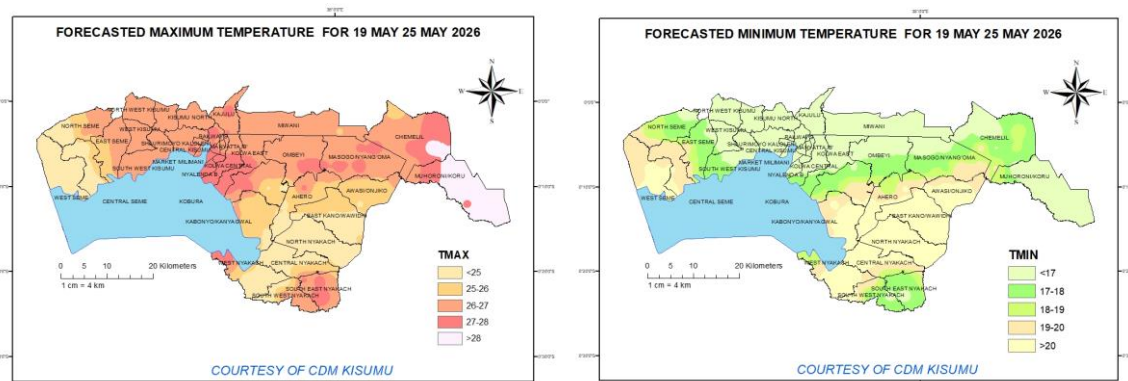 FORECASTED MAXIMUM TEMPERATURE FOR 19 MAY 25 MAY 2026
N
W
E
S
NORTH WEST KISUMU
KAJULU
NORTH SEME
WEST KISUMU
KISUMU NORTH
EAST SEME
MIWANI
CHEMELIL
CENTRAL KISUMU
MARKET MILIMANI
KOLWA EAST
OMBEYI
MASOGO/NYANG'OMA
SOUTH WEST KISUMU
KOLWA CENTRAL
NYALENDA B
MUHORONI/KORU
WEST SEME
CENTRAL SEME
KOBURA
AHERO
AWASI/ONJIKO
KABONYO/KANYAGWAL
EAST KANO/WAWIDHI
NORTH NYAKACH
WEST NYAKACH
CENTRAL NYAKACH
SOUTH EAST NYAKACH
SOUTH WEST NYAKACH
0 5 10 20 Kilometers
1 cm = 4 km
TMAX
<25
25-26
26-27
27-28
>28
COURTESY OF CDM KISUMU
FORECASTED MINIMUM TEMPERATURE FOR 19 MAY 25 MAY 2026
N
W
E
S
NORTH WEST KISUMU
KAJULU
NORTH SEME
WEST KISUMU
KISUMU NORTH
EAST SEME
MIWANI
CHEMELIL
CENTRAL KISUMU
MARKET MILIMANI
KOLWA EAST
OMBEYI
MASOGO/NYANG'OMA
SOUTH WEST KISUMU
KOLWA CENTRAL
NYALENDA B
MUHORONI/KORU
WEST SEME
CENTRAL SEME
KOBURA
AHERO
AWASI/ONJIKO
KABONYO/KANYAGWAL
EAST KANO/WAWIDHI
NORTH NYAKACH
WEST NYAKACH
CENTRAL NYAKACH
SOUTH EAST NYAKACH
SOUTH WEST NYAKACH
0 5 10 20 Kilometers
1 cm = 4 km
TMIN
<17
17-18
18-19
19-20
>20
COURTESY OF CDM KISUMU